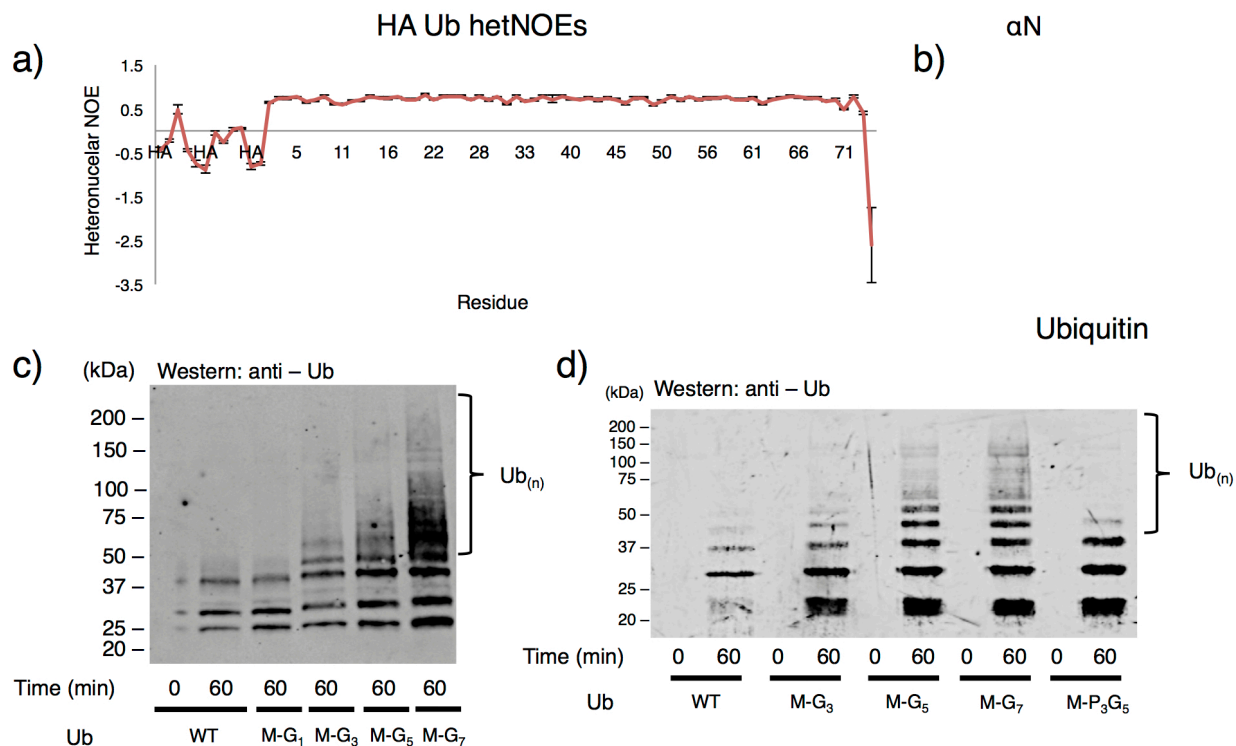 HA Ub hetNOEs
αN
a)
b)
1.5
0.5
-0.5
-1.5
-2.5
-3.5
Heteronucelar NOE
HA HA HA 5 11 16 22 28 33 40 45 50 56 61 66 71
Residue
Ubiquitin
c)
(kDa) Western: anti – Ub
200 –
150 –
100 –
75 –
50 –
37 –
25 –
20 –
Ub(n)
Time (min) 0 60 60 60 60 60
Ub WT M-G1 M-G3 M-G5 M-G7
d)
(kDa) Western: anti – Ub
200 –
150 –
100 –
75 –
50 –
37 –
25 –
20 –
Ub(n)
Time (min) 0 60 0 60 0 60 0 60 0 60
Ub WT M-G3 M-G5 M-G7 M-P3G5